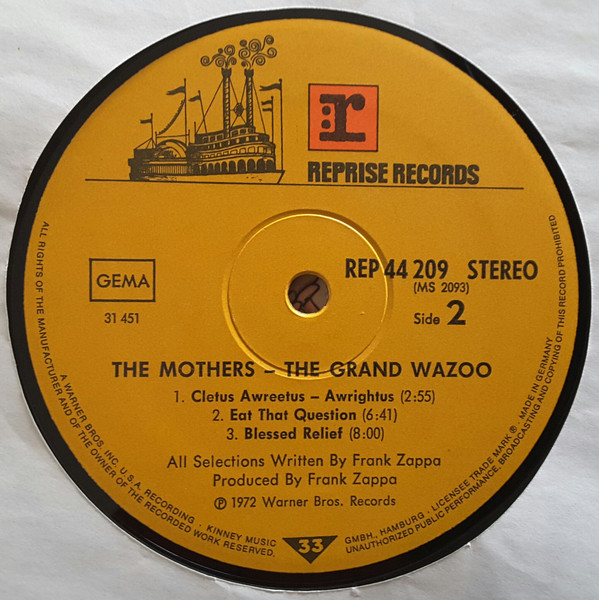 r
REPRISE RECORDS
GEMA
31 451
REP 44 209 STEREO
(MS 2093)
Side 2
THE MOTHERS – THE GRAND WAZOO
1. Cletus Awreetus – Awrightus (2:55)
2. Eat That Question (6:41)
3. Blessed Relief (8:00)
All Selections Written By Frank Zappa
Produced By Frank Zappa
℗ 1972 Warner Bros. Records
33
ALL RIGHTS OF THE MANUFACTURER AND OF THE OWNER OF THE RECORDED WORK RESERVED.
UNAUTHORIZED PUBLIC PERFORMANCE, BROADCASTING AND COPYING OF THIS RECORD PROHIBITED
A WARNER BROS. INC. U.S.A. RECORDING · KINNEY MUSIC
GMBH., HAMBURG · LICENSEE TRADE MARK ® · MADE IN GERMANY